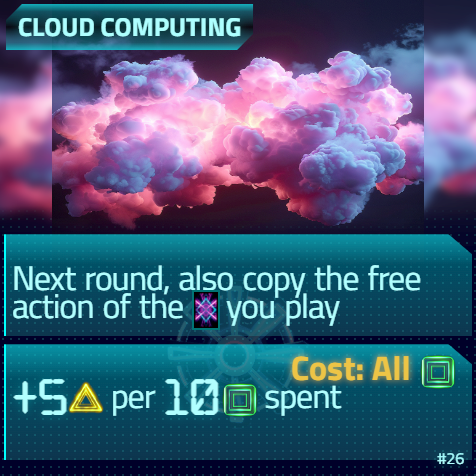 CLOUD COMPUTING
Next round, also copy the free
action of the you play
Cost: All
+5 per 10 spent
#26